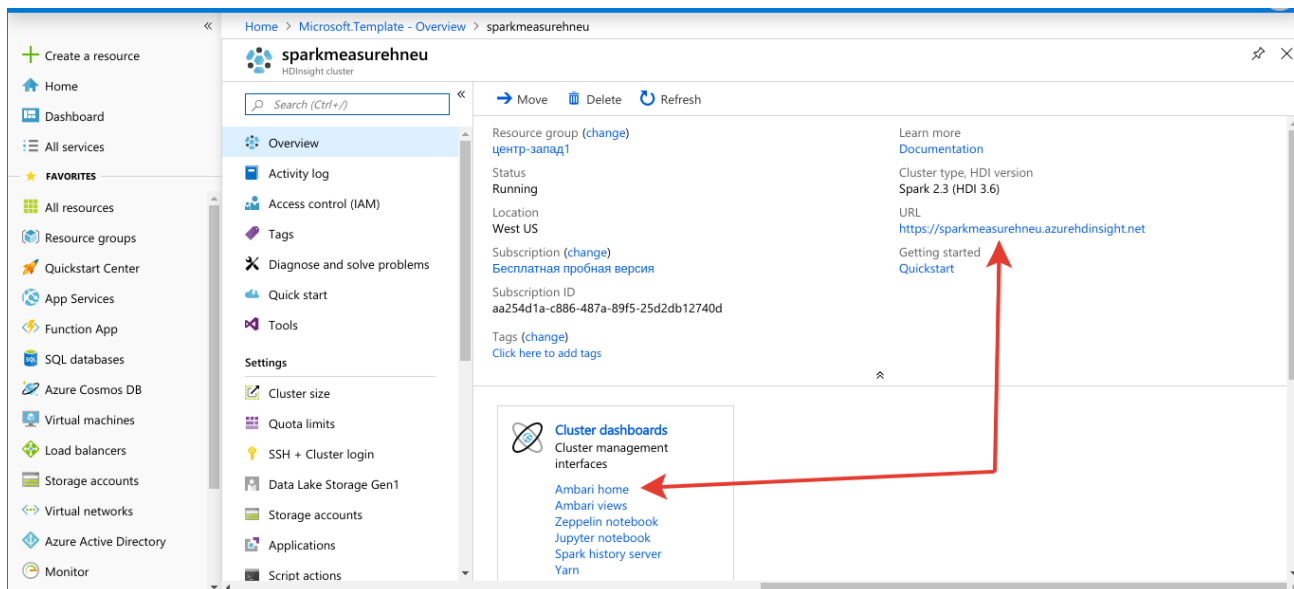 Home > Microsoft.Template - Overview > sparkmeasurehneu
«
Create a resource
Home
Dashboard
All services
FAVORITES
All resources
Resource groups
Quickstart Center
App Services
Function App
SQL databases
Azure Cosmos DB
Virtual machines
Load balancers
Storage accounts
Virtual networks
Azure Active Directory
Monitor
sparkmeasurehneu
HDInsight cluster
Search (Ctrl+/)
«
Overview
Activity log
Access control (IAM)
Tags
Diagnose and solve problems
Quick start
Tools
Settings
Cluster size
Quota limits
SSH + Cluster login
Data Lake Storage Gen1
Storage accounts
Applications
Script actions
Move Delete Refresh
Resource group (change)
центр-запад1
Status
Running
Location
West US
Subscription (change)
Бесплатная пробная версия
Subscription ID
aa254d1a-c886-487a-89f5-25d2db12740d
Tags (change)
Click here to add tags
Learn more
Documentation
Cluster type, HDI version
Spark 2.3 (HDI 3.6)
URL
https://sparkmeasurehneu.azurehdinsight.net
Getting started
Quickstart
Cluster dashboards
Cluster management
interfaces
Ambari home
Ambari views
Zeppelin notebook
Jupyter notebook
Spark history server
Yarn